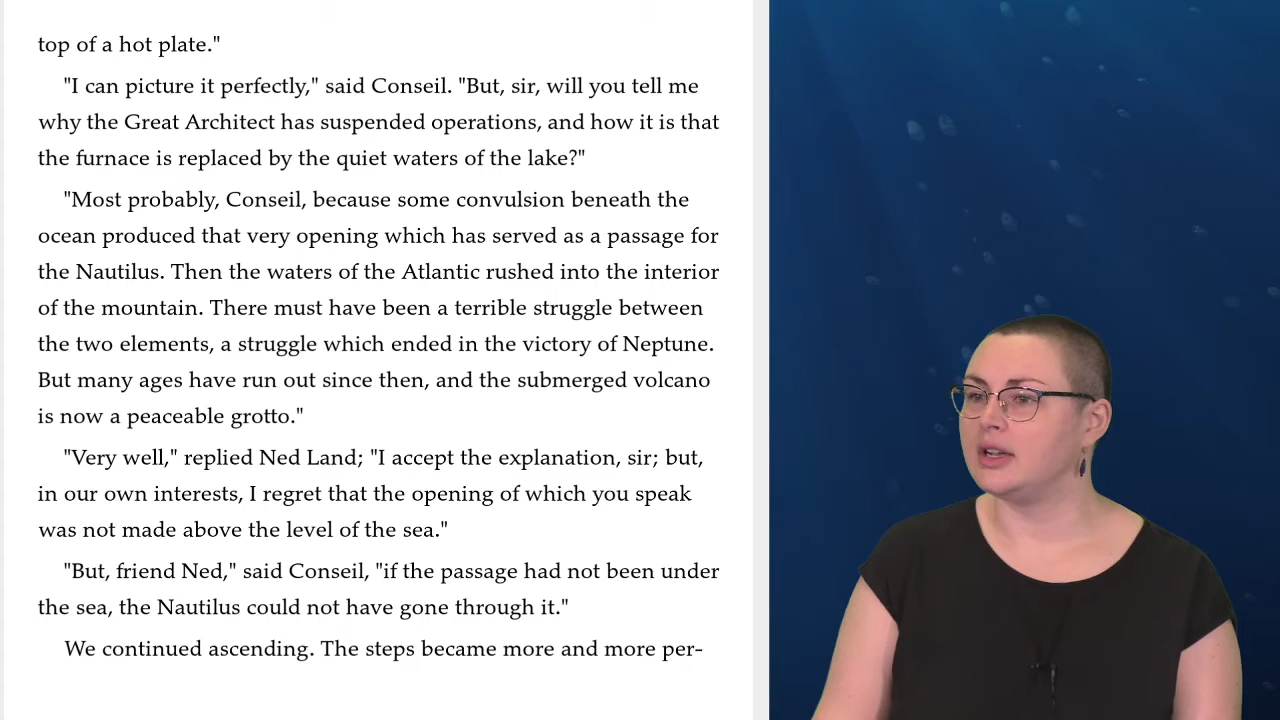 top of a hot plate."
"I can picture it perfectly," said Conseil. "But, sir, will you tell me
why the Great Architect has suspended operations, and how it is that
the furnace is replaced by the quiet waters of the lake?"
"Most probably, Conseil, because some convulsion beneath the
ocean produced that very opening which has served as a passage for
the Nautilus. Then the waters of the Atlantic rushed into the interior
of the mountain. There must have been a terrible struggle between
the two elements, a struggle which ended in the victory of Neptune.
But many ages have run out since then, and the submerged volcano
is now a peaceable grotto."
"Very well," replied Ned Land; "I accept the explanation, sir; but,
in our own interests, I regret that the opening of which you speak
was not made above the level of the sea."
"But, friend Ned," said Conseil, "if the passage had not been under
the sea, the Nautilus could not have gone through it."
We continued ascending. The steps became more and more per-